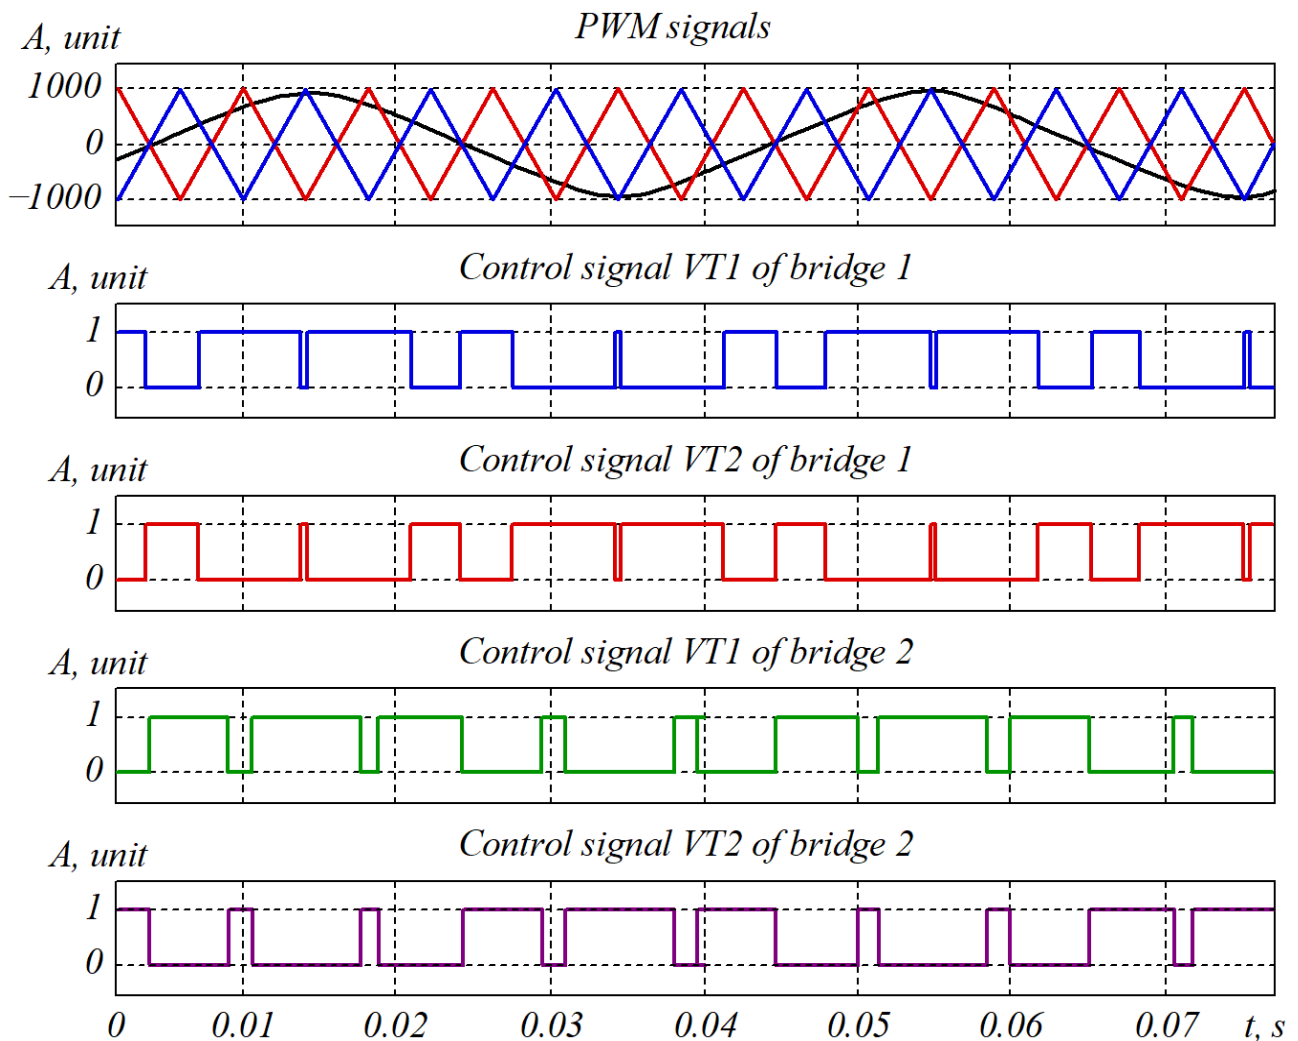 PWM signals
A, unit
1000
0
−1000
Control signal VT1 of bridge 1
A, unit
1
0
Control signal VT2 of bridge 1
A, unit
1
0
Control signal VT1 of bridge 2
A, unit
1
0
Control signal VT2 of bridge 2
A, unit
1
0
0 0.01 0.02 0.03 0.04 0.05 0.06 0.07 t, s